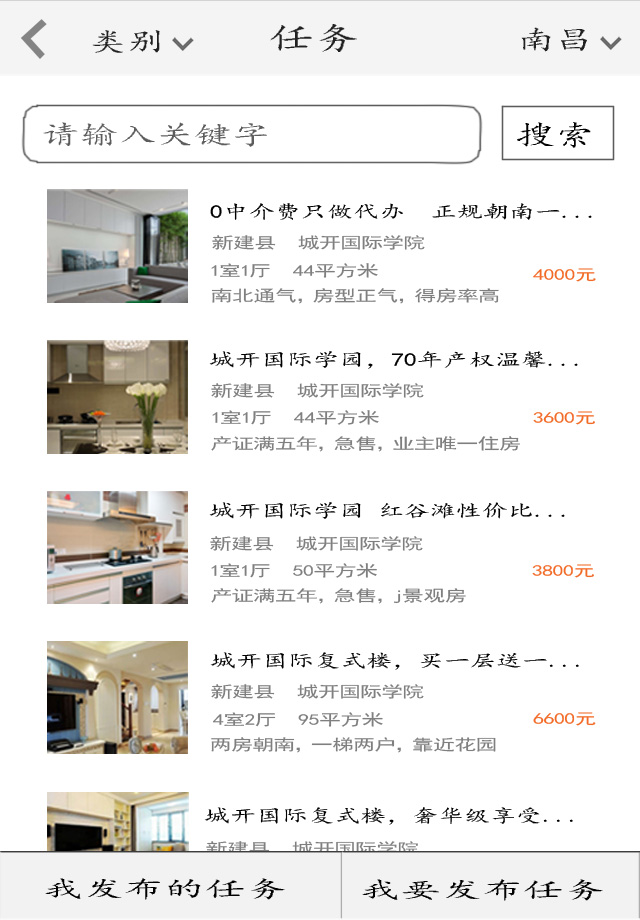 类别 任务 南昌
请输入关键字 搜索
0中介费只做代办 正规朝南一...
新建县 城开国际学院
1室1厅 44平方米
4000元
南北通气，房型正气，得房率高
城开国际学园，70年产权温馨...
新建县 城开国际学院
1室1厅 44平方米
3600元
产证满五年，急售，业主唯一住房
城开国际学园 红谷滩性价比...
新建县 城开国际学院
1室1厅 50平方米
3800元
产证满五年，急售，j景观房
城开国际复式楼，买一层送一...
新建县 城开国际学院
4室2厅 95平方米
6600元
两房朝南，一梯两户，靠近花园
城开国际复式楼，奢华级享受...
新建县 城开国际学院
我发布的任务 我要发布任务